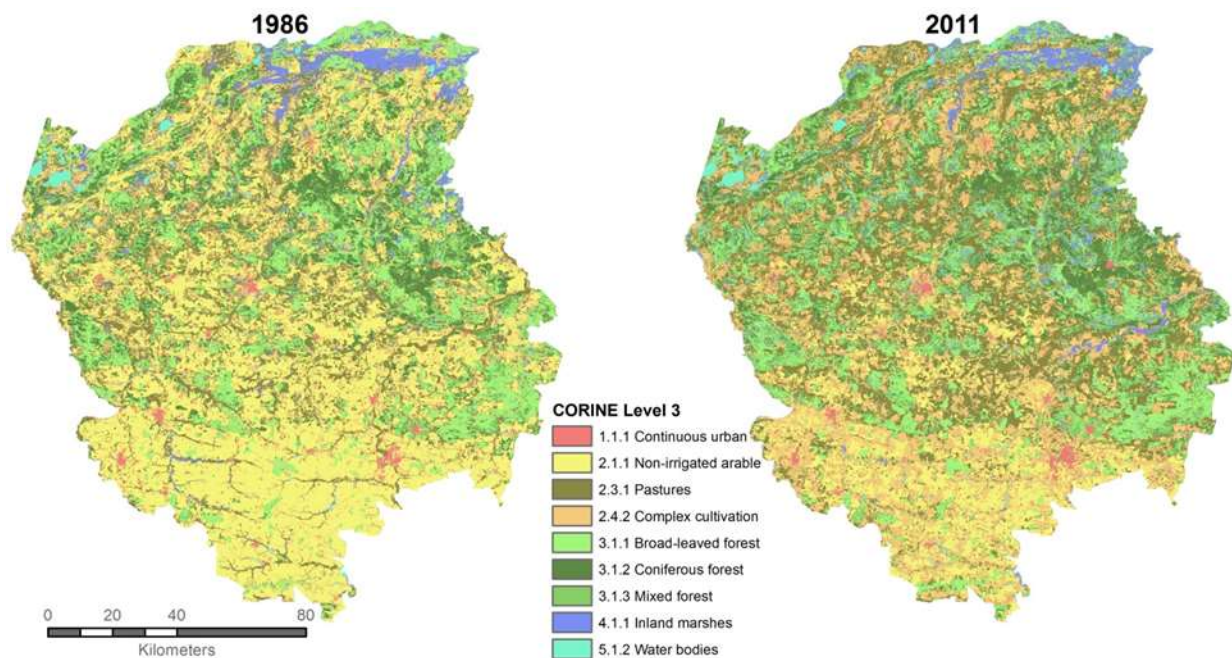 1986
2011
CORINE Level 3
1.1.1 Continuous urban
2.1.1 Non-irrigated arable
2.3.1 Pastures
2.4.2 Complex cultivation
3.1.1 Broad-leaved forest
3.1.2 Coniferous forest
3.1.3 Mixed forest
4.1.1 Inland marshes
5.1.2 Water bodies
0 20 40 80
Kilometers